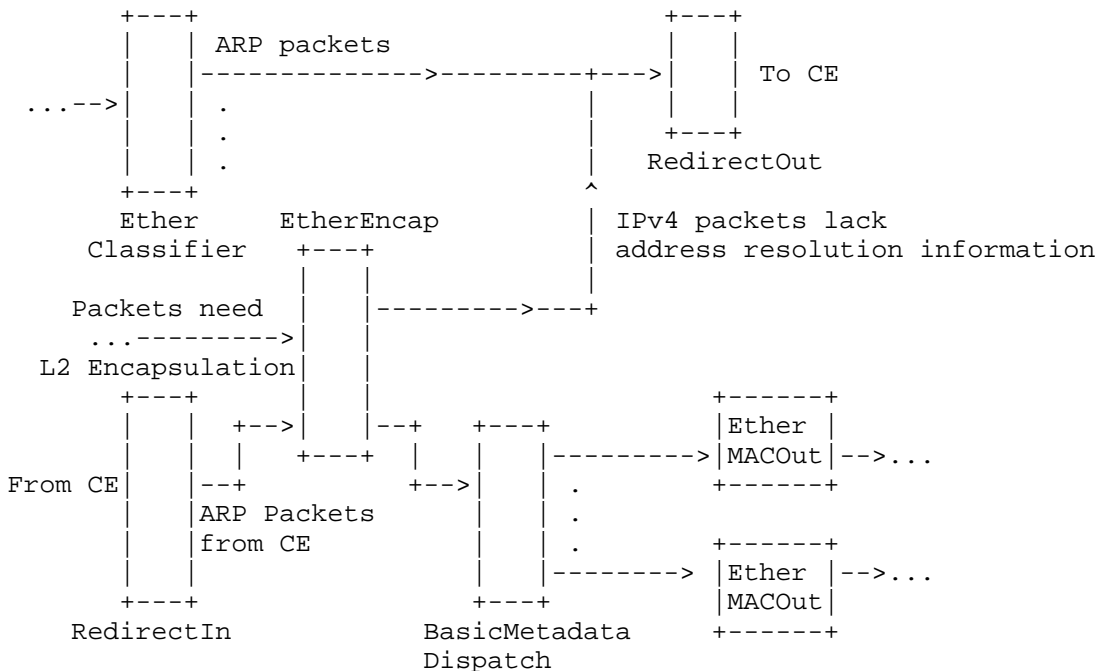 ARP packets
To CE
...
.
.
.
RedirectOut
Ether
Classifier
EtherEncap
IPv4 packets lack
address resolution information
Packets need
...
L2 Encapsulation
Ether
MACOut
...
From CE
.
.
.
ARP Packets
from CE
Ether
MACOut
...
RedirectIn
BasicMetadata
Dispatch